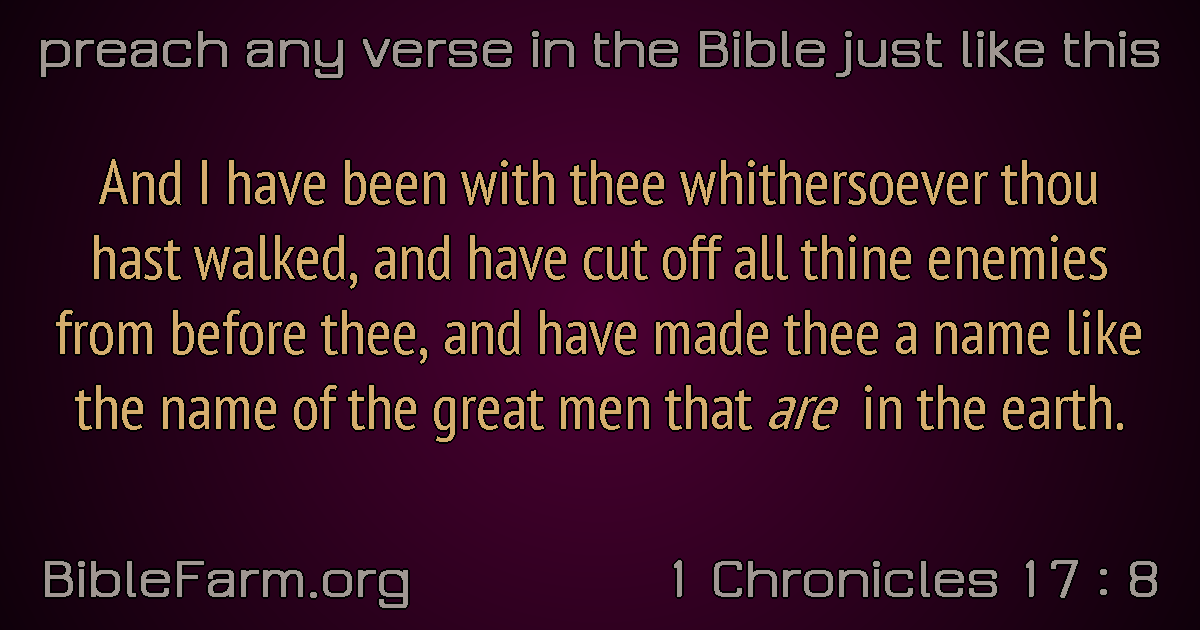 preach any verse in the Bible just like this
And I have been with thee whithersoever thou
hast walked, and have cut off all thine enemies
from before thee, and have made thee a name like
the name of the great men that are in the earth.
BibleFarm.org
1 Chronicles 17 : 8